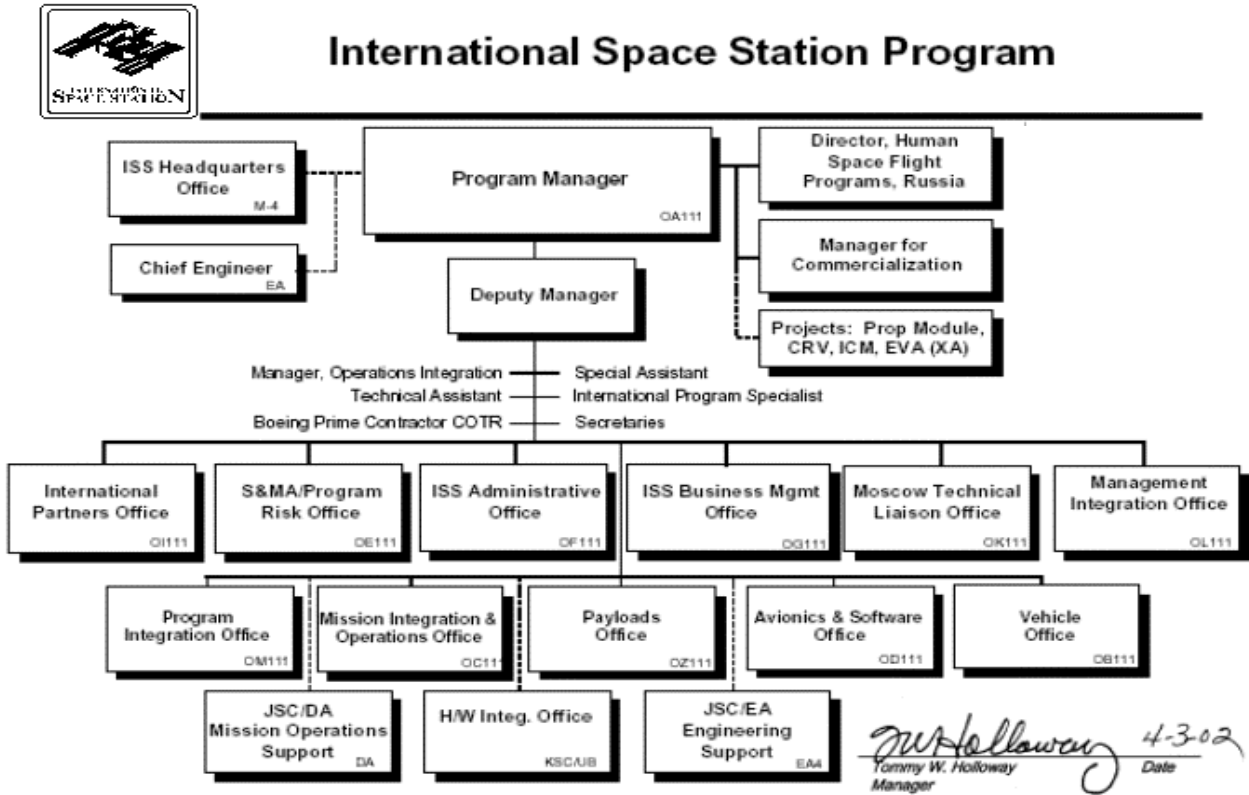 INTERNATIONAL
SPACE STATION
International Space Station Program
ISS Headquarters
Office
M-4
Chief Engineer
EA
Program Manager
OA111
Deputy Manager
Director, Human
Space Flight
Programs, Russia
Manager for
Commercialization
Projects: Prop Module,
CRV, ICM, EVA (XA)
Manager, Operations Integration
Special Assistant
Technical Assistant
International Program Specialist
Boeing Prime Contractor COTR
Secretaries
International
Partners Office
OI111
S&MA/Program
Risk Office
OE111
ISS Administrative
Office
OF111
ISS Business Mgmt
Office
OG111
Moscow Technical
Liaison Office
OK111
Management
Integration Office
OL111
Program
Integration Office
OM111
Mission Integration &
Operations Office
OC111
Payloads
Office
OZ111
Avionics & Software
Office
OD111
Vehicle
Office
OB111
JSC/DA
Mission Operations
Support
DA
H/W Integ. Office
KSC/UB
JSC/EA
Engineering
Support
EA4
TW Holloway 4-3-02
Tommy W. Holloway Date
Manager